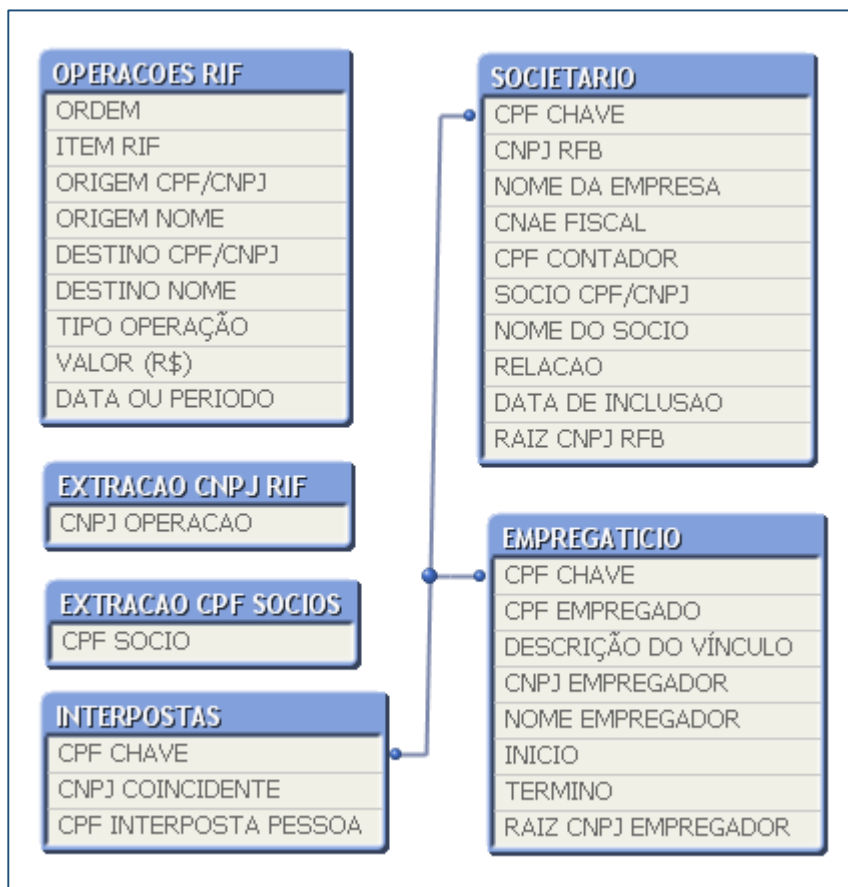 OPERACOES RIF
ORDEM
ITEM RIF
ORIGEM CPF/CNPJ
ORIGEM NOME
DESTINO CPF/CNPJ
DESTINO NOME
TIPO OPERAÇÃO
VALOR (R$)
DATA OU PERIODO
EXTRACAO CNPJ RIF
CNPJ OPERACAO
EXTRACAO CPF SOCIOS
CPF SOCIO
INTERPOSTAS
CPF CHAVE
CNPJ COINCIDENTE
CPF INTERPOSTA PESSOA
SOCIETARIO
CPF CHAVE
CNPJ RFB
NOME DA EMPRESA
CNAE FISCAL
CPF CONTADOR
SOCIO CPF/CNPJ
NOME DO SOCIO
RELACAO
DATA DE INCLUSAO
RAIZ CNPJ RFB
EMPREGATICIO
CPF CHAVE
CPF EMPREGADO
DESCRIÇÃO DO VÍNCULO
CNPJ EMPREGADOR
NOME EMPREGADOR
INICIO
TERMINO
RAIZ CNPJ EMPREGADOR